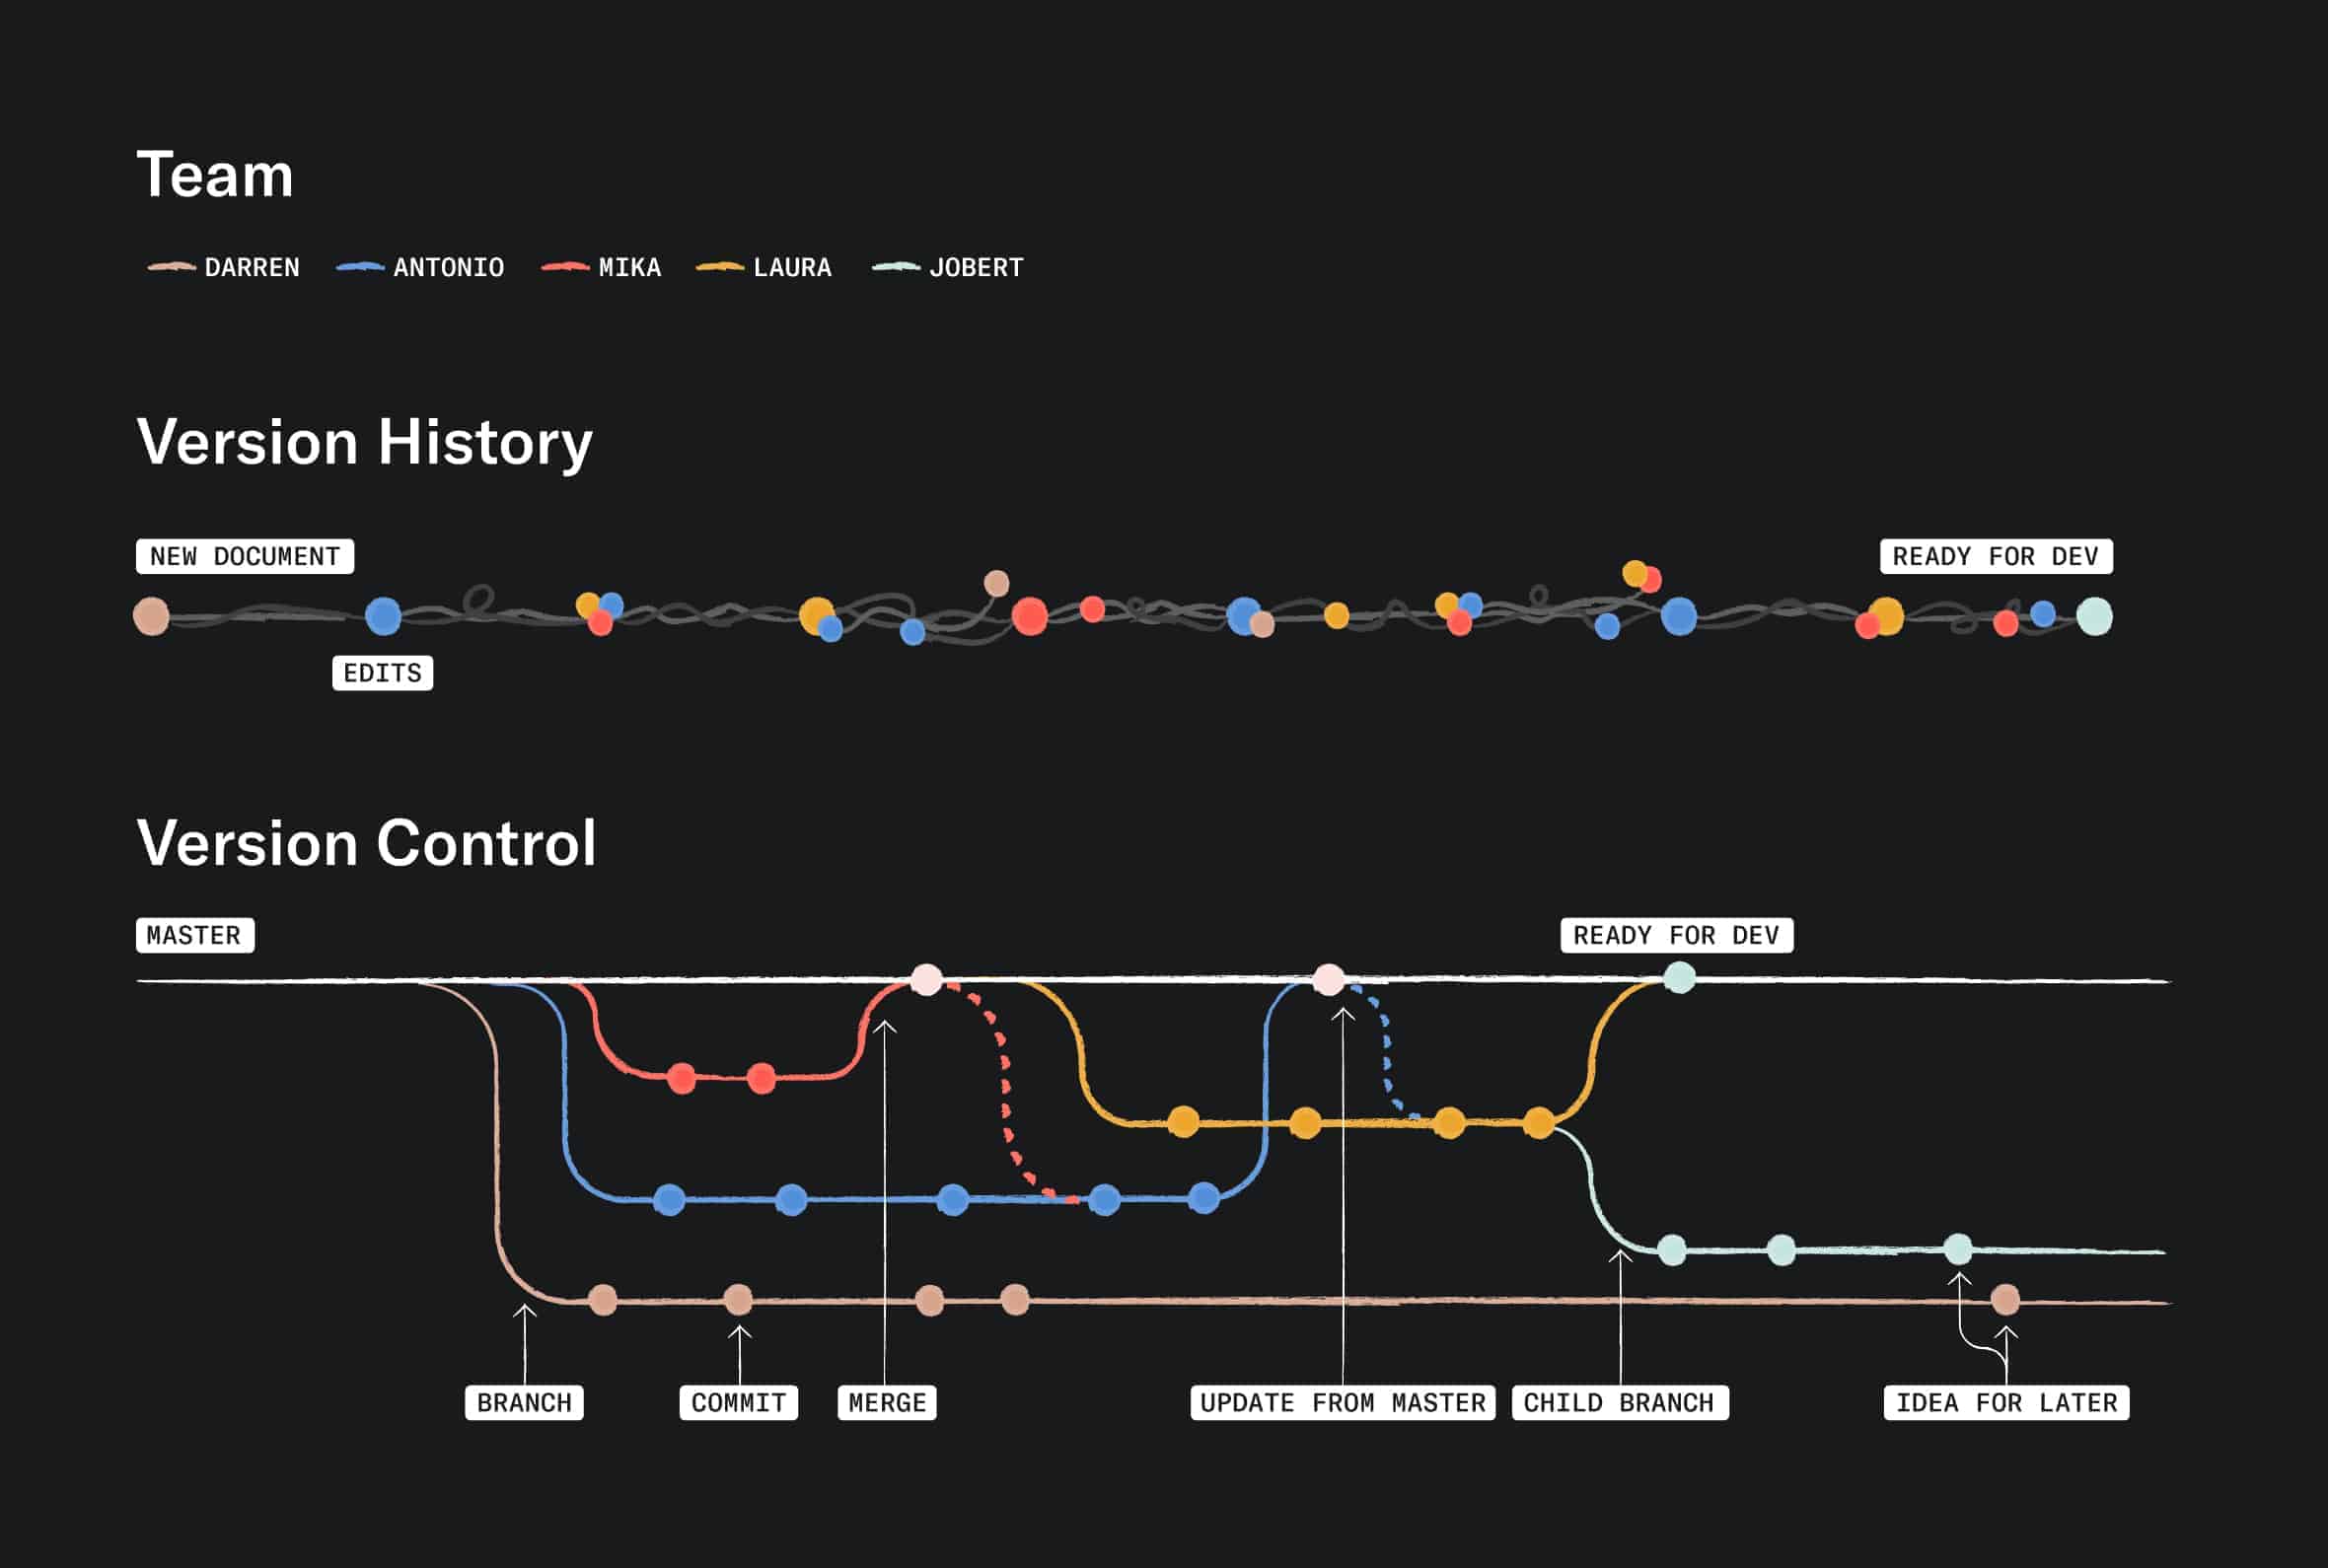 Team
DARREN ANTONIO MIKA LAURA JOBERT
Version History
NEW DOCUMENT READY FOR DEV
EDITS
Version Control
MASTER READY FOR DEV
BRANCH COMMIT MERGE UPDATE FROM MASTER CHILD BRANCH IDEA FOR LATER